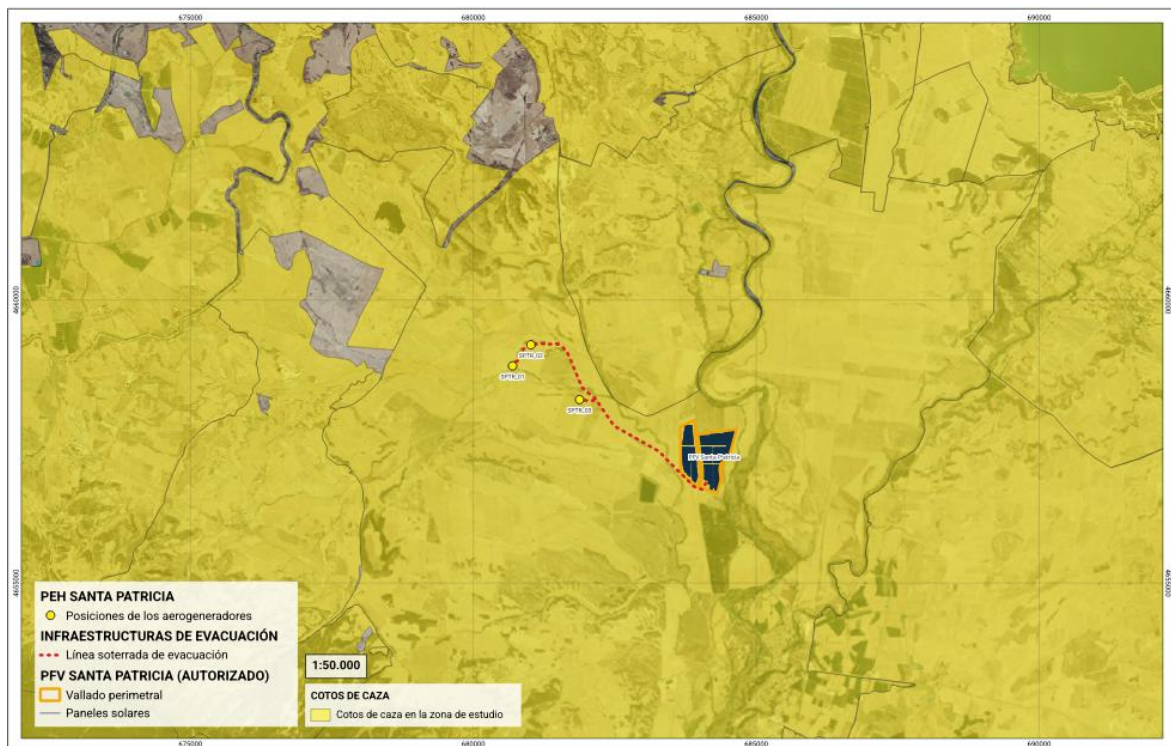 675000 680000 685000 690000
4660000 4660000
SPTR_02
SPTR_01
SPTR_03
PFV Santa Patricia
4655000 4655000
PEH SANTA PATRICIA
Posiciones de los aerogeneradores
INFRAESTRUCTURAS DE EVACUACIÓN
Línea soterrada de evacuación
PFV SANTA PATRICIA (AUTORIZADO)
Vallado perimetral
Paneles solares
1:50.000
COTOS DE CAZA
Cotos de caza en la zona de estudio
675000 680000 685000 690000